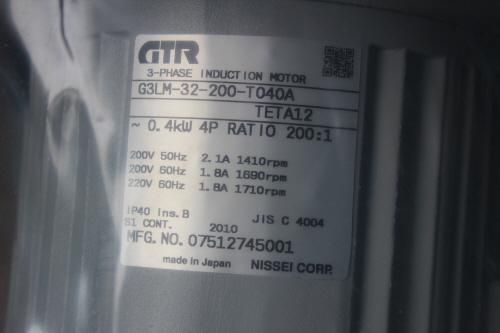 GTR
3-PHASE INDUCTION MOTOR
G3LM-32-200-T040A
TETA12
~ 0.4kW 4P RATIO 200:1
200V 50Hz 2.1A 1410rpm
200V 60Hz 1.8A 1690rpm
220V 60Hz 1.8A 1710rpm
IP40 Ins.B JIS C 4004
S1 CONT. 2010
MFG.NO. 07512745001
made in Japan NISSEI CORP.